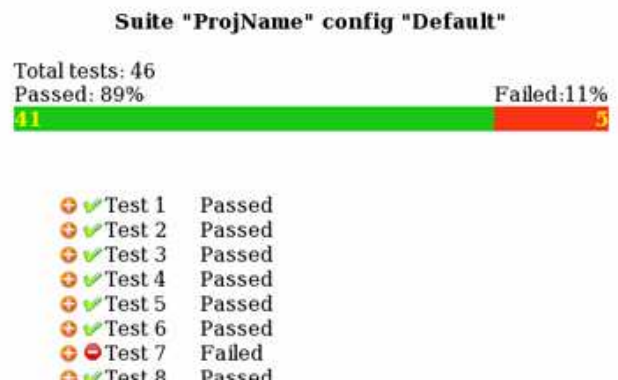 Suite "ProjName" config "Default"
Total tests: 46
Passed: 89% Failed:11%
41 5
Test 1 Passed
Test 2 Passed
Test 3 Passed
Test 4 Passed
Test 5 Passed
Test 6 Passed
Test 7 Failed
Test 8 Passed